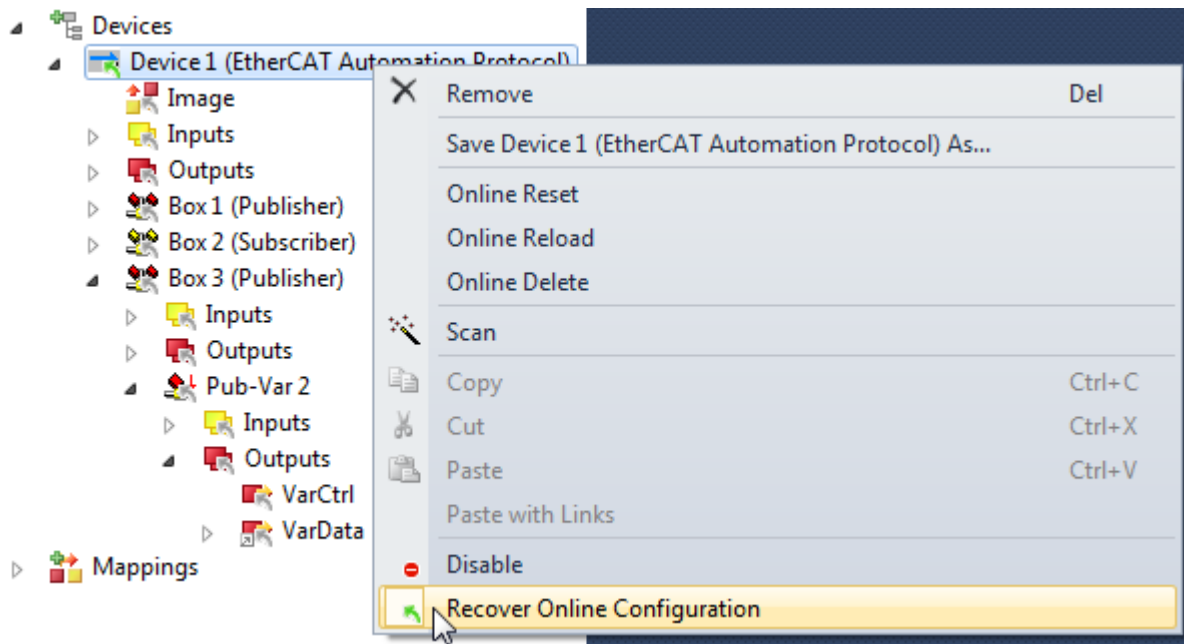 Devices
Device 1 (EtherCAT Automation Protocol)
Image
Inputs
Outputs
Box 1 (Publisher)
Box 2 (Subscriber)
Box 3 (Publisher)
Inputs
Outputs
Pub-Var 2
Inputs
Outputs
VarCtrl
VarData
Mappings
Remove Del
Save Device 1 (EtherCAT Automation Protocol) As...
Online Reset
Online Reload
Online Delete
Scan
Copy Ctrl+C
Cut Ctrl+X
Paste Ctrl+V
Paste with Links
Disable
Recover Online Configuration